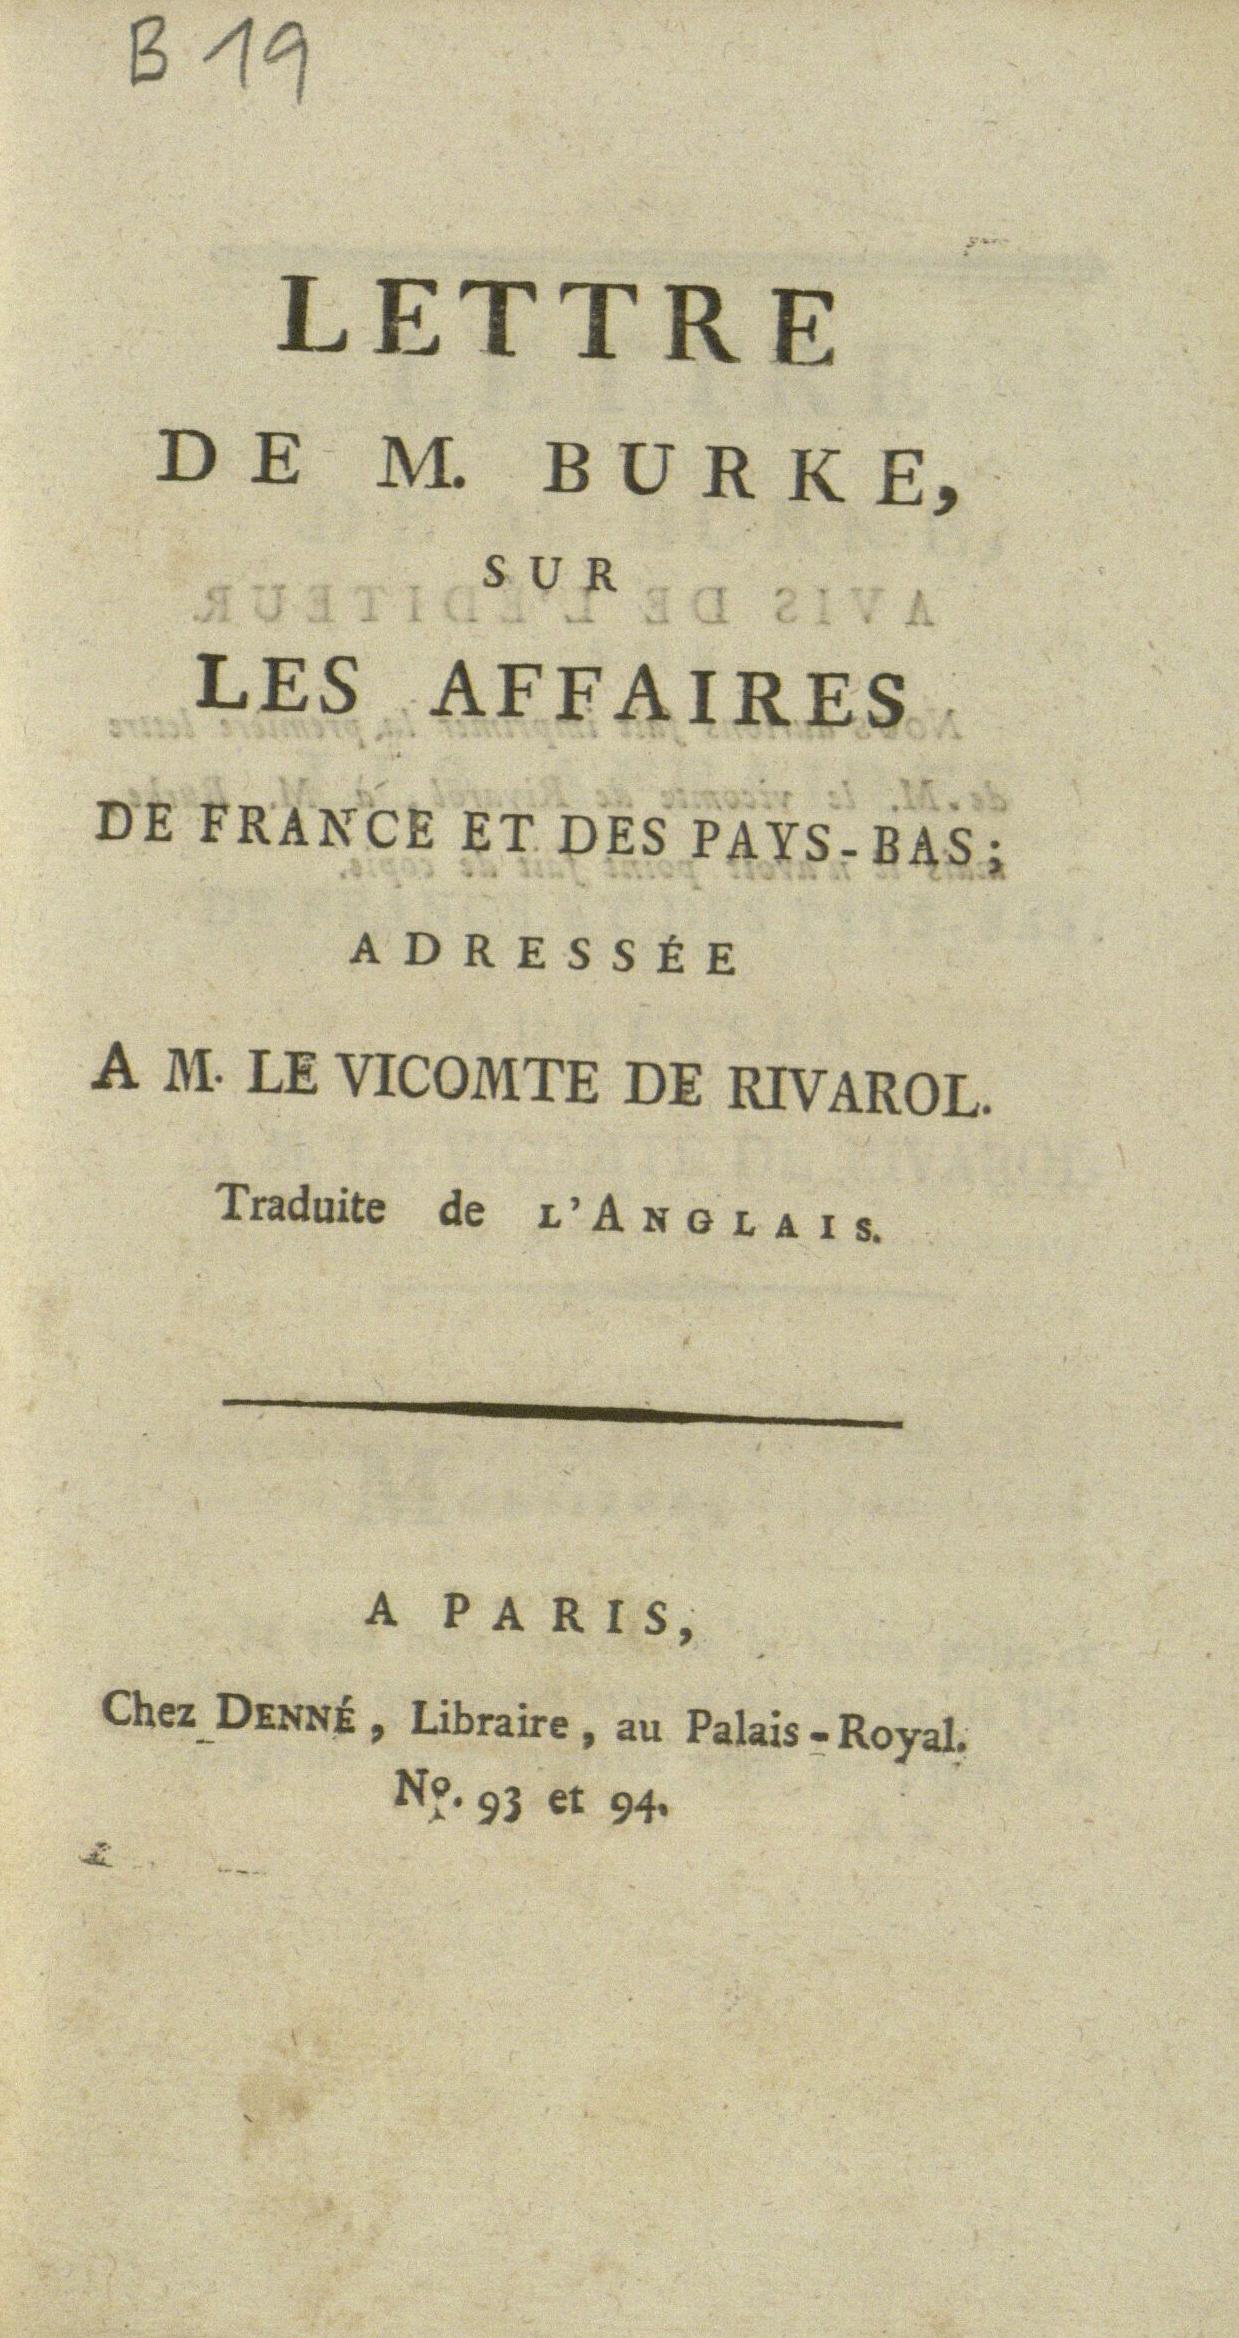 B 19
LETTRE
DE M. BURKE,
SUR
LES AFFAIRES
DE FRANCE ET DES PAYS-BAS;
ADRESSÉE
A M. LE VICOMTE DE RIVAROL.
Traduite de L'ANGLAIS.
A PARIS,
Chez DENNÉ, Libraire, au Palais-Royal.
Nº. 93 et 94.